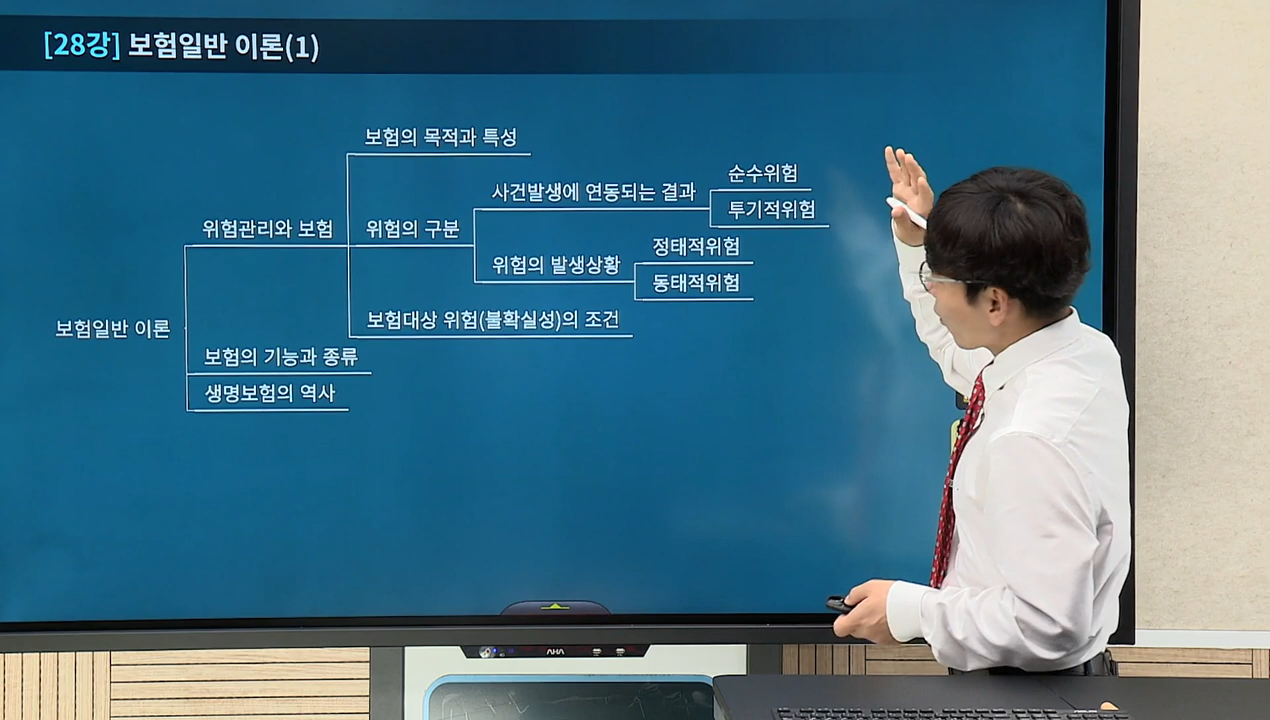 [28강] 보험일반 이론(1)
보험의 목적과 특성
순수위험
사건발생에 연동되는 결과
투기적위험
위험관리와 보험
위험의 구분
정태적위험
위험의 발생상황
동태적위험
보험대상 위험(불확실성)의 조건
보험일반 이론
보험의 기능과 종류
생명보험의 역사
AHA